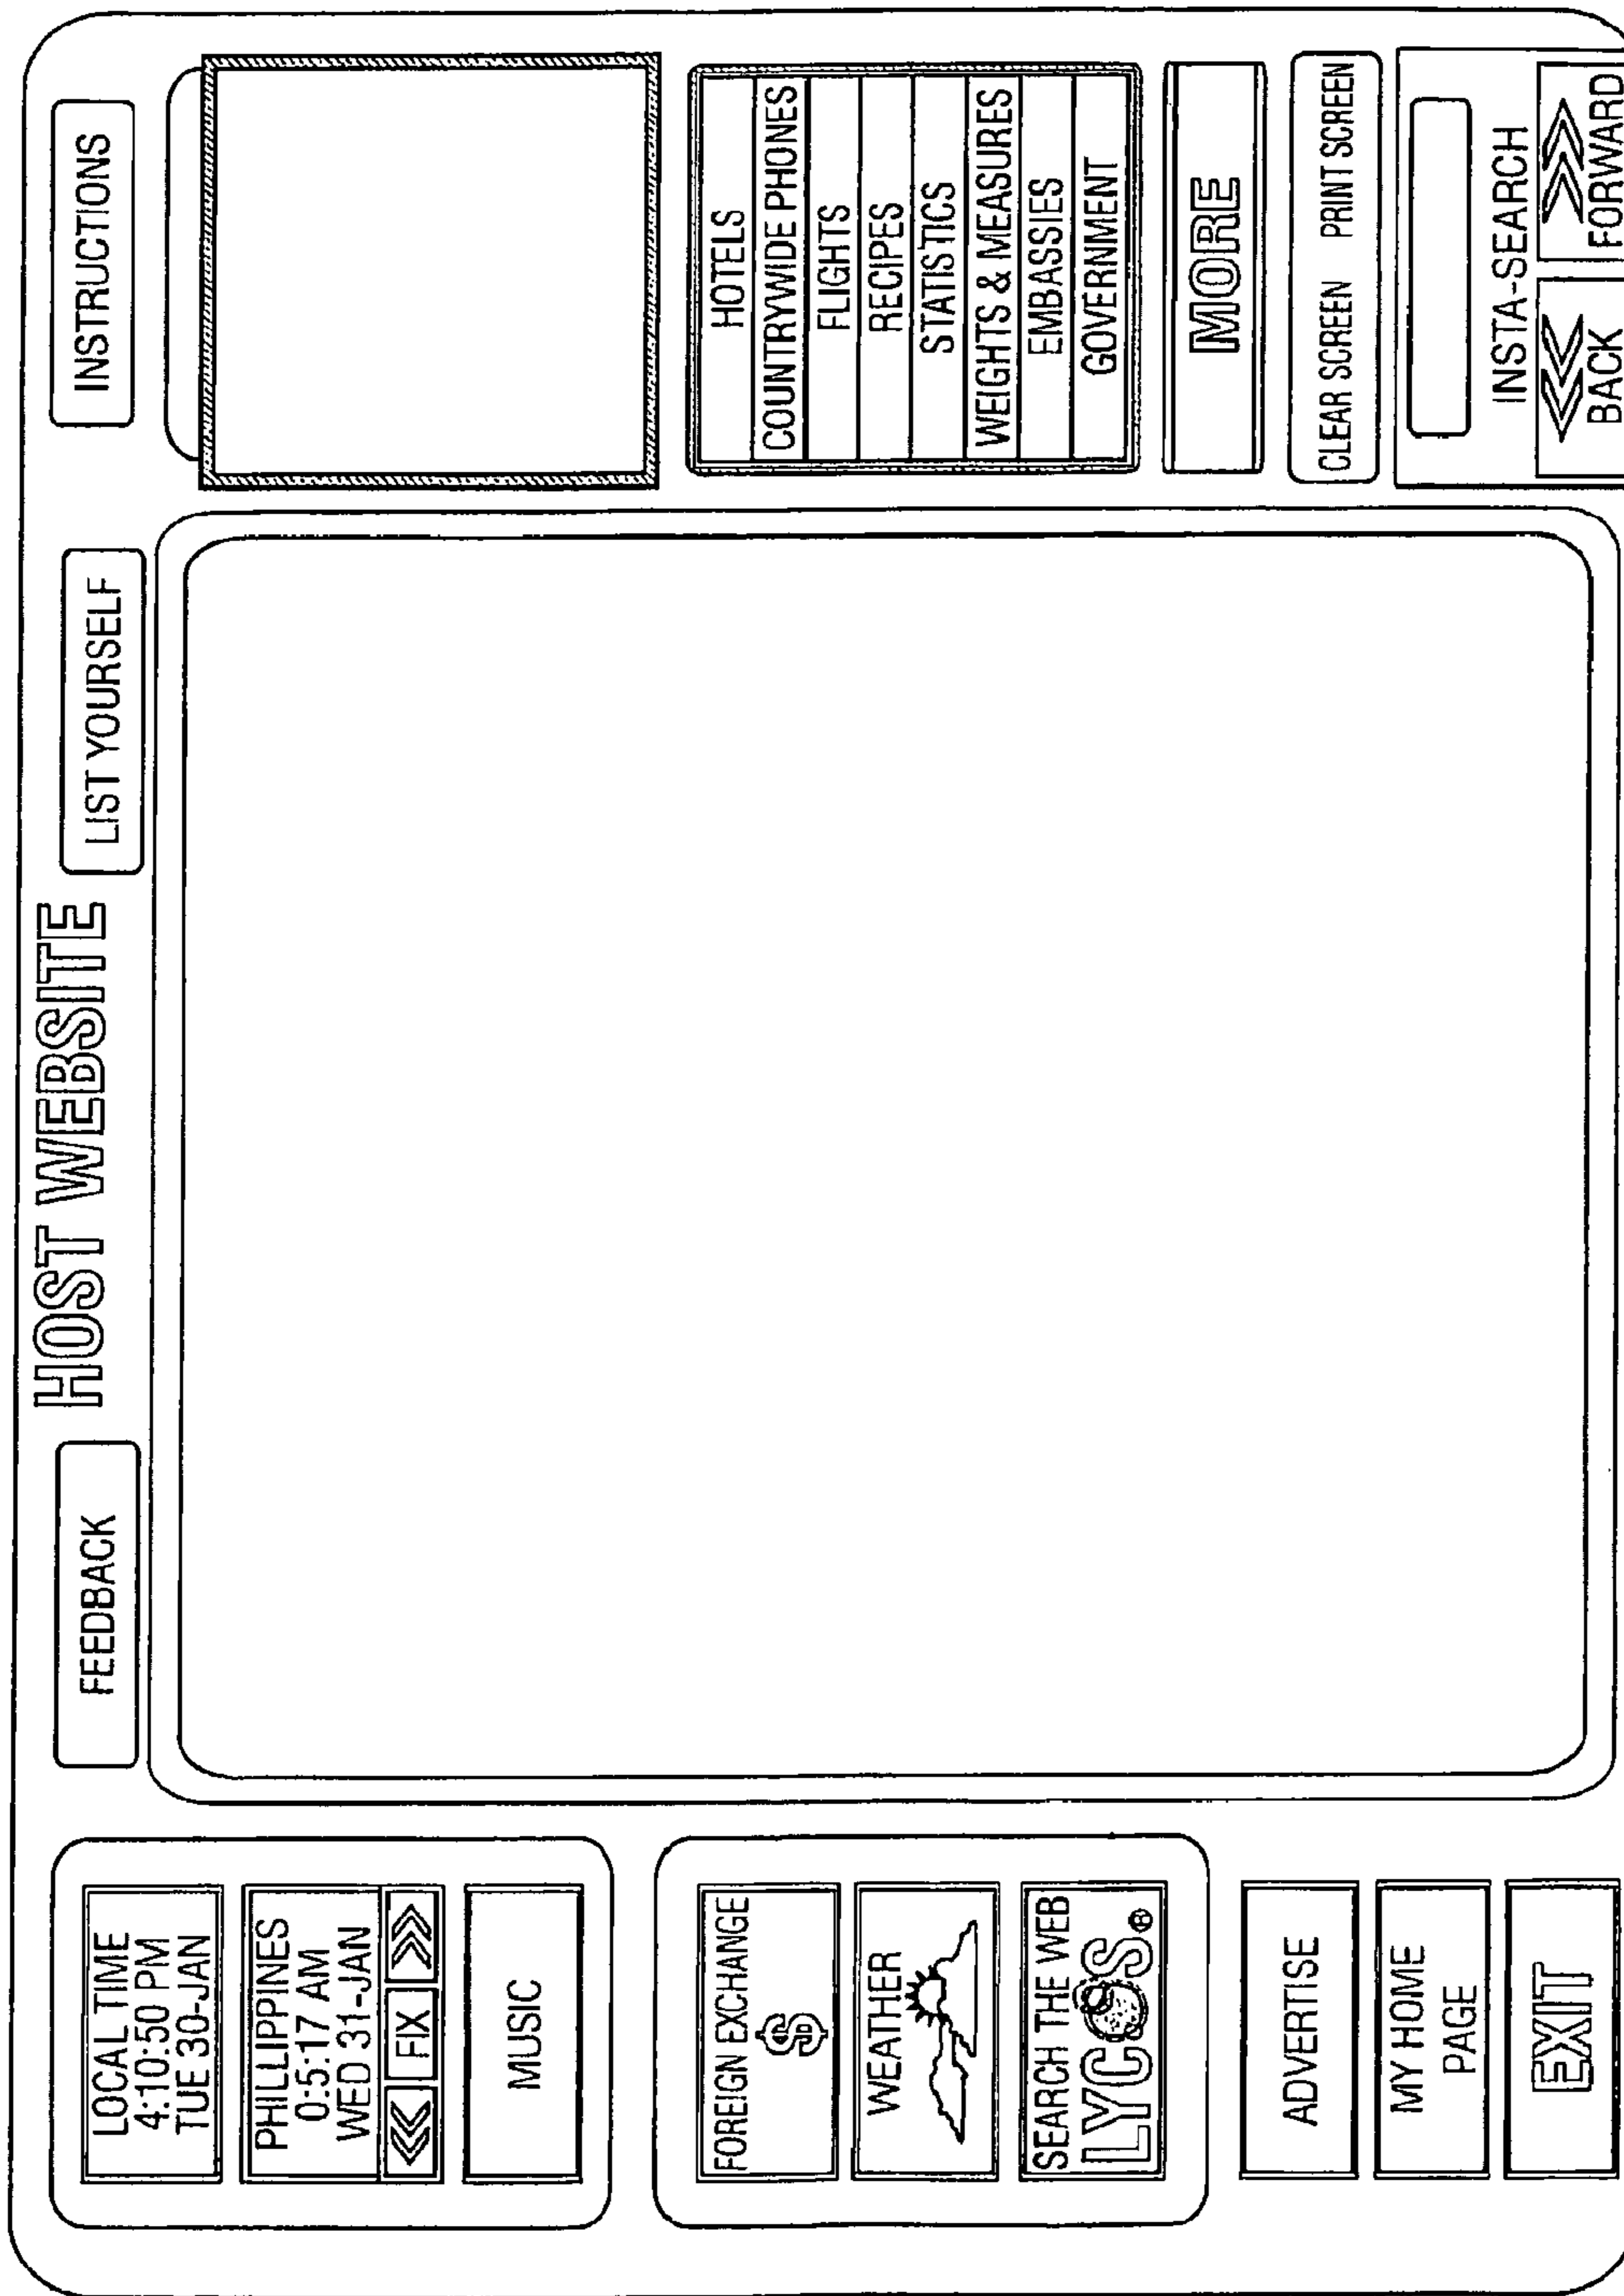 FEEDBACK
HOST WEBSITE
LIST YOURSELF
INSTRUCTIONS
LOCAL TIME
4:10:50 PM
TUE 30-JAN
PHILLIPPINES
0:5:17 AM
WED 31-JAN
FIX
MUSIC
FOREIGN EXCHANGE
$
WEATHER
SEARCH THE WEB
LYCOS®
ADVERTISE
MY HOME
PAGE
EXIT
HOTELS
COUNTRYWIDE PHONES
FLIGHTS
RECIPES
STATISTICS
WEIGHTS & MEASURES
EMBASSIES
GOVERNMENT
MORE
CLEAR SCREEN PRINT SCREEN
INSTA-SEARCH
BACK FORWARD